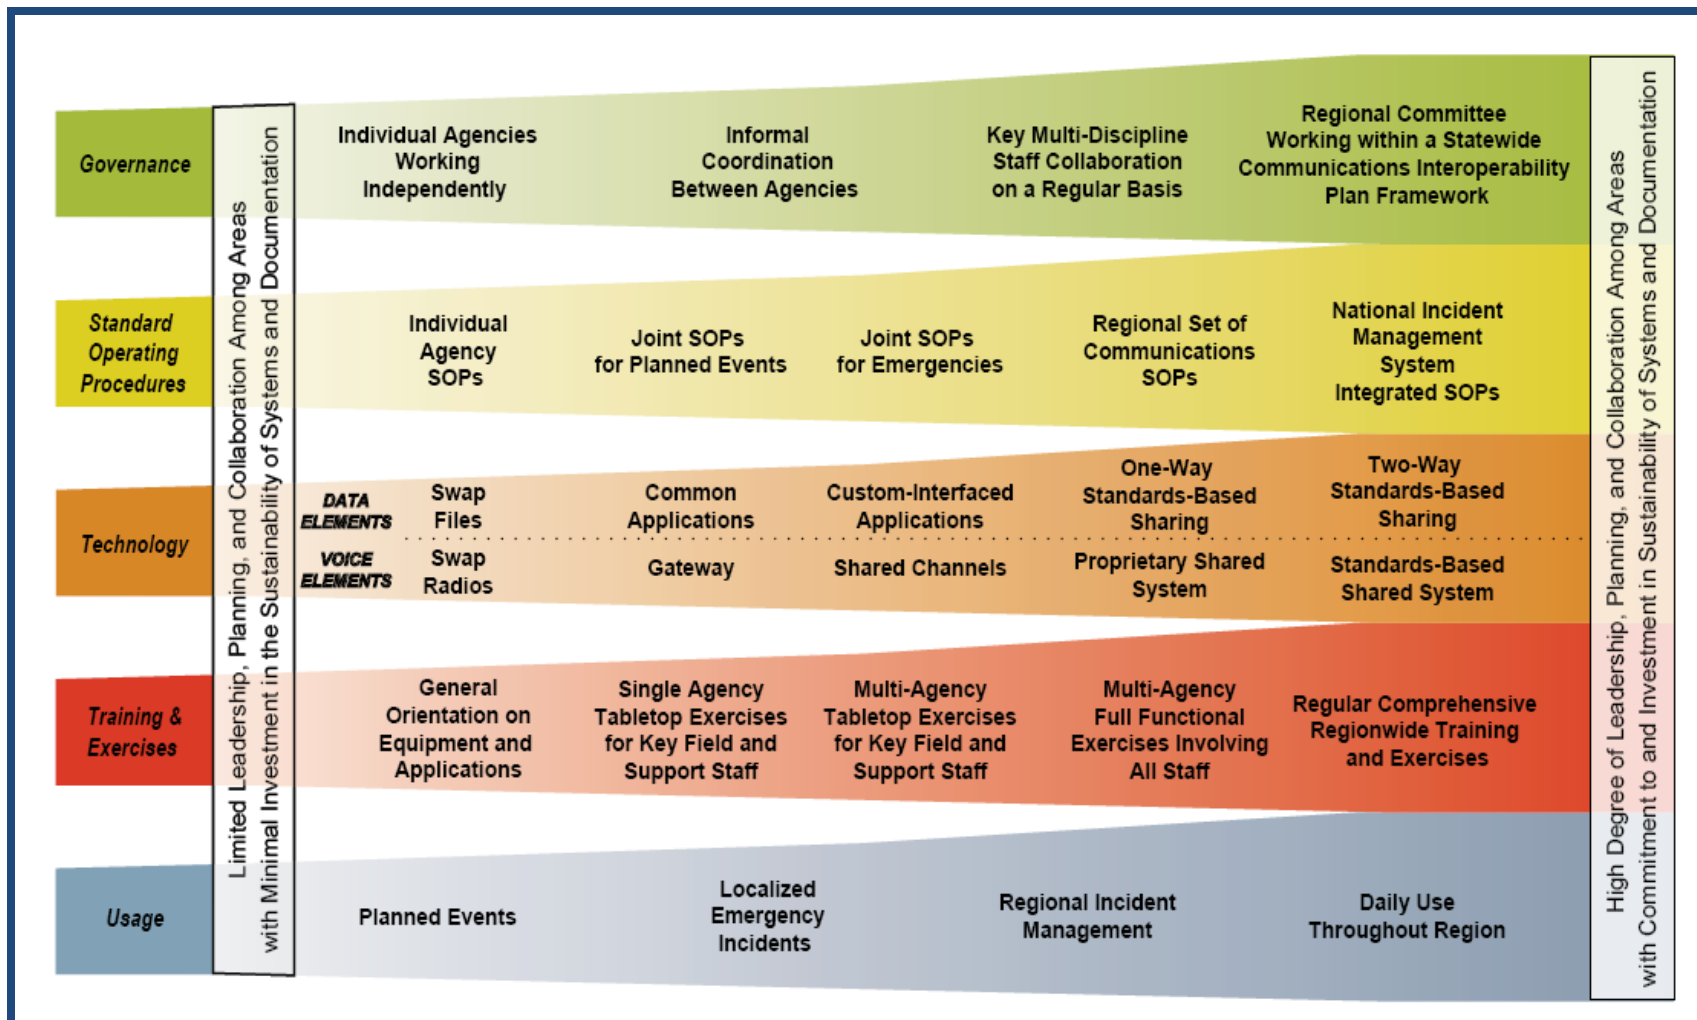 Limited Leadership, Planning, and Collaboration Among Areas
with Minimal Investment in the Sustainability of Systems and Documentation
Governance
Individual Agencies
Working
Independently
Informal
Coordination
Between Agencies
Key Multi-Discipline
Staff Collaboration
on a Regular Basis
Regional Committee
Working within a Statewide
Communications Interoperability
Plan Framework
Standard
Operating
Procedures
Individual
Agency
SOPs
Joint SOPs
for Planned Events
Joint SOPs
for Emergencies
Regional Set of
Communications
SOPs
National Incident
Management
System
Integrated SOPs
Technology
DATA
ELEMENTS
Swap
Files
Common
Applications
Custom-Interfaced
Applications
One-Way
Standards-Based
Sharing
Two-Way
Standards-Based
Sharing
VOICE
ELEMENTS
Swap
Radios
Gateway
Shared Channels
Proprietary Shared
System
Standards-Based
Shared System
Training &
Exercises
General
Orientation on
Equipment and
Applications
Single Agency
Tabletop Exercises
for Key Field and
Support Staff
Multi-Agency
Tabletop Exercises
for Key Field and
Support Staff
Multi-Agency
Full Functional
Exercises Involving
All Staff
Regular Comprehensive
Regionwide Training
and Exercises
Usage
Planned Events
Localized
Emergency
Incidents
Regional Incident
Management
Daily Use
Throughout Region
High Degree of Leadership, Planning, and Collaboration Among Areas
with Commitment to and Investment in Sustainability of Systems and Documentation